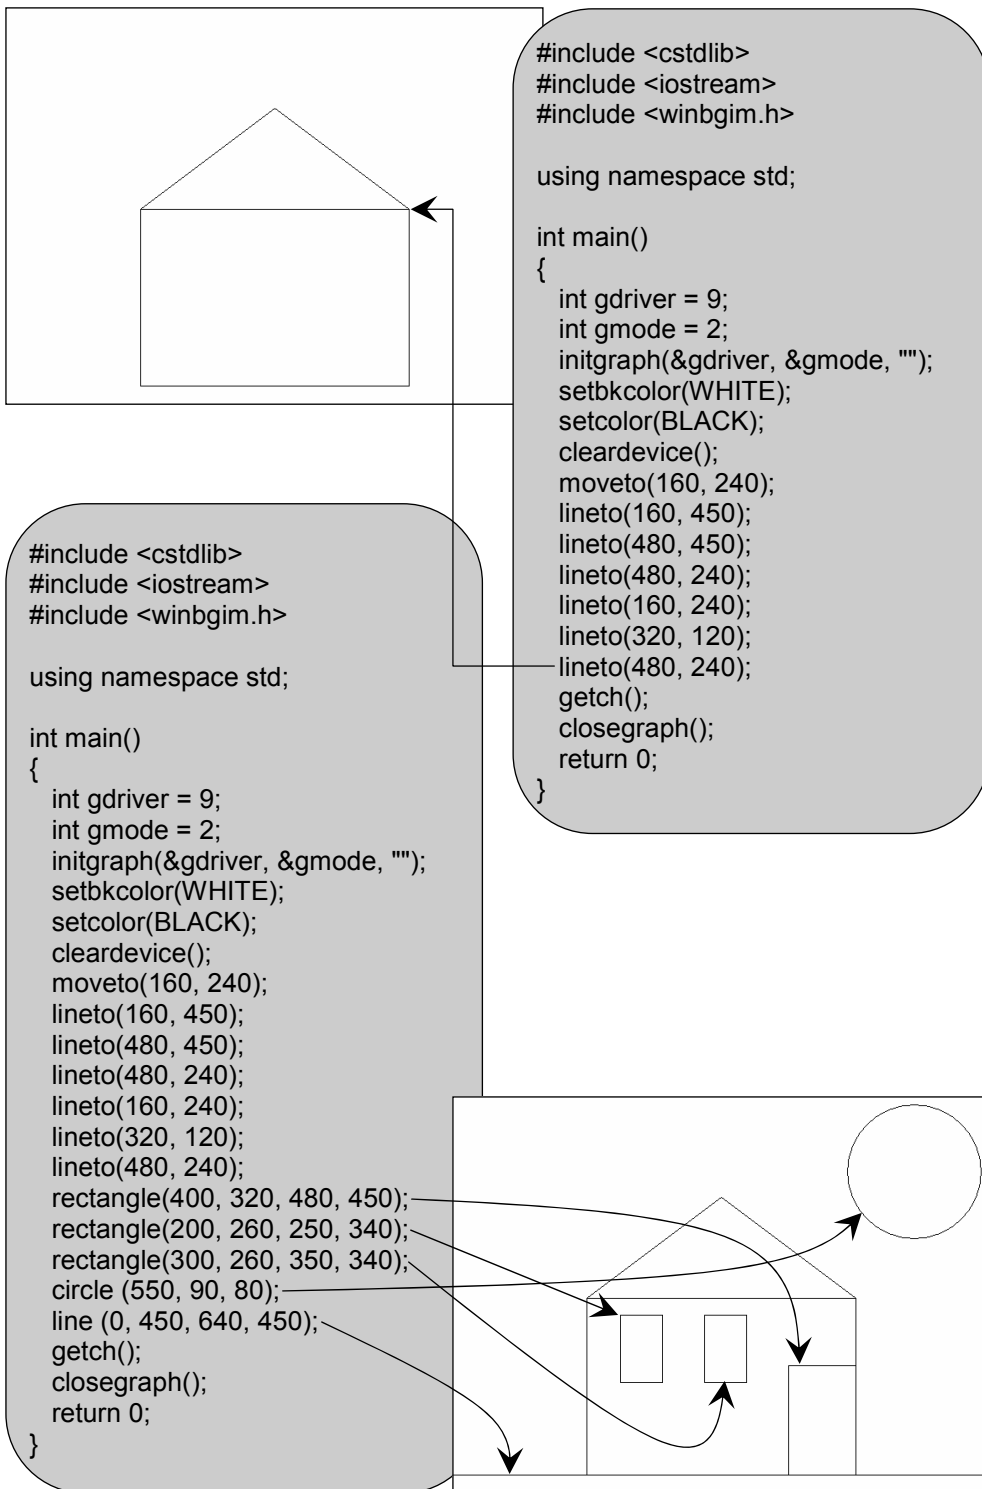 #include <cstdlib>
#include <iostream>
#include <winbgim.h>

using namespace std;

int main()
{
  int gdriver = 9;
  int gmode = 2;
  initgraph(&gdriver, &gmode, "");
  setbkcolor(WHITE);
  setcolor(BLACK);
  cleardevice();
  moveto(160, 240);
  lineto(160, 450);
  lineto(480, 450);
  lineto(480, 240);
  lineto(160, 240);
  lineto(320, 120);
  lineto(480, 240);
  getch();
  closegraph();
  return 0;
}

#include <cstdlib>
#include <iostream>
#include <winbgim.h>

using namespace std;

int main()
{
  int gdriver = 9;
  int gmode = 2;
  initgraph(&gdriver, &gmode, "");
  setbkcolor(WHITE);
  setcolor(BLACK);
  cleardevice();
  moveto(160, 240);
  lineto(160, 450);
  lineto(480, 450);
  lineto(480, 240);
  lineto(160, 240);
  lineto(320, 120);
  lineto(480, 240);
  rectangle(400, 320, 480, 450);
  rectangle(200, 260, 250, 340);
  rectangle(300, 260, 350, 340);
  circle (550, 90, 80);
  line (0, 450, 640, 450);
  getch();
  closegraph();
  return 0;
}